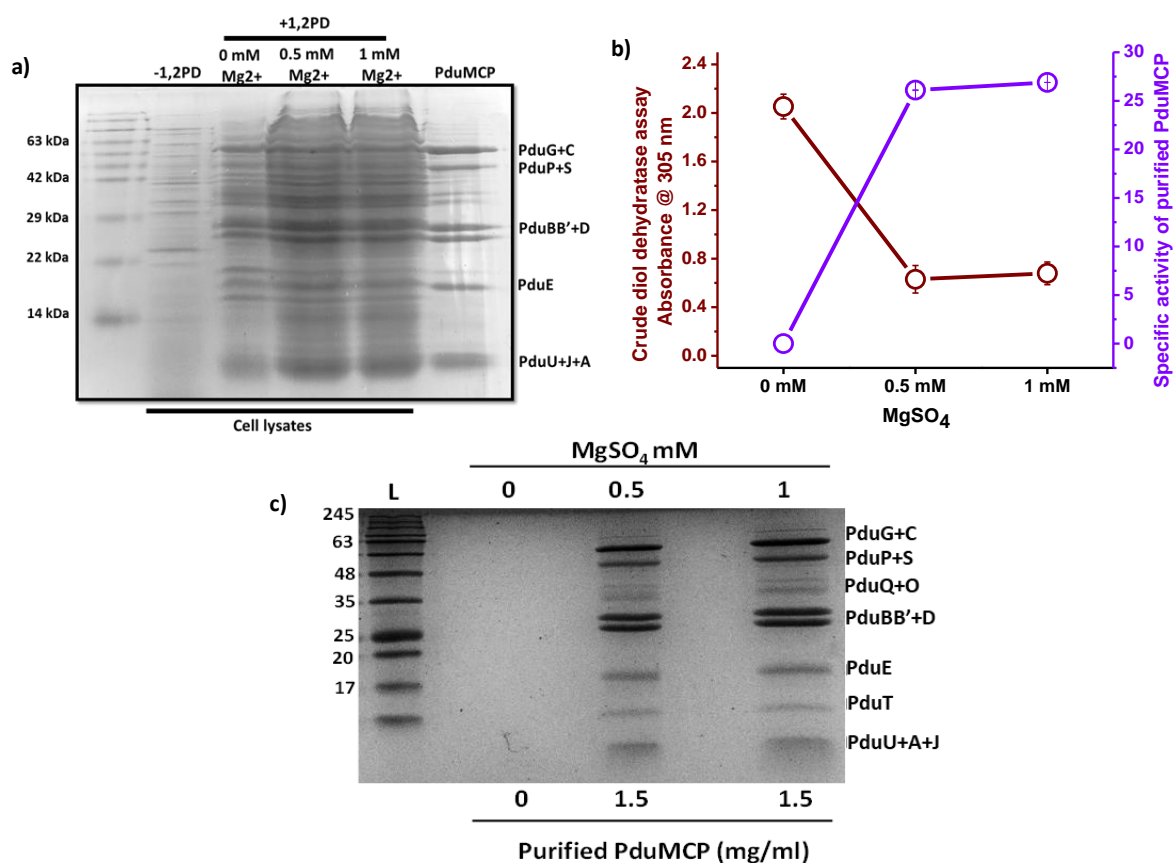 a)
+1,2PD
-1,2PD
0 mM
Mg2+
0.5 mM
Mg2+
1 mM
Mg2+
PduMCP
63 kDa
42 kDa
29 kDa
22 kDa
14 kDa
PduG+C
PduP+S
PduBB'+D
PduE
PduU+J+A
Cell lysates
b)
Crude diol dehydratase assay
Absorbance @ 305 nm
2.4
2.0
1.6
1.2
0.8
0.4
0.0
30
25
20
15
10
5
0
Specific activity of purified PduMCP
0 mM
0.5 mM
1 mM
MgSO4
c)
MgSO4 mM
L
0
0.5
1
245
63
48
35
25
20
17
PduG+C
PduP+S
PduQ+O
PduBB'+D
PduE
PduT
PduU+A+J
0
1.5
1.5
Purified PduMCP (mg/ml)